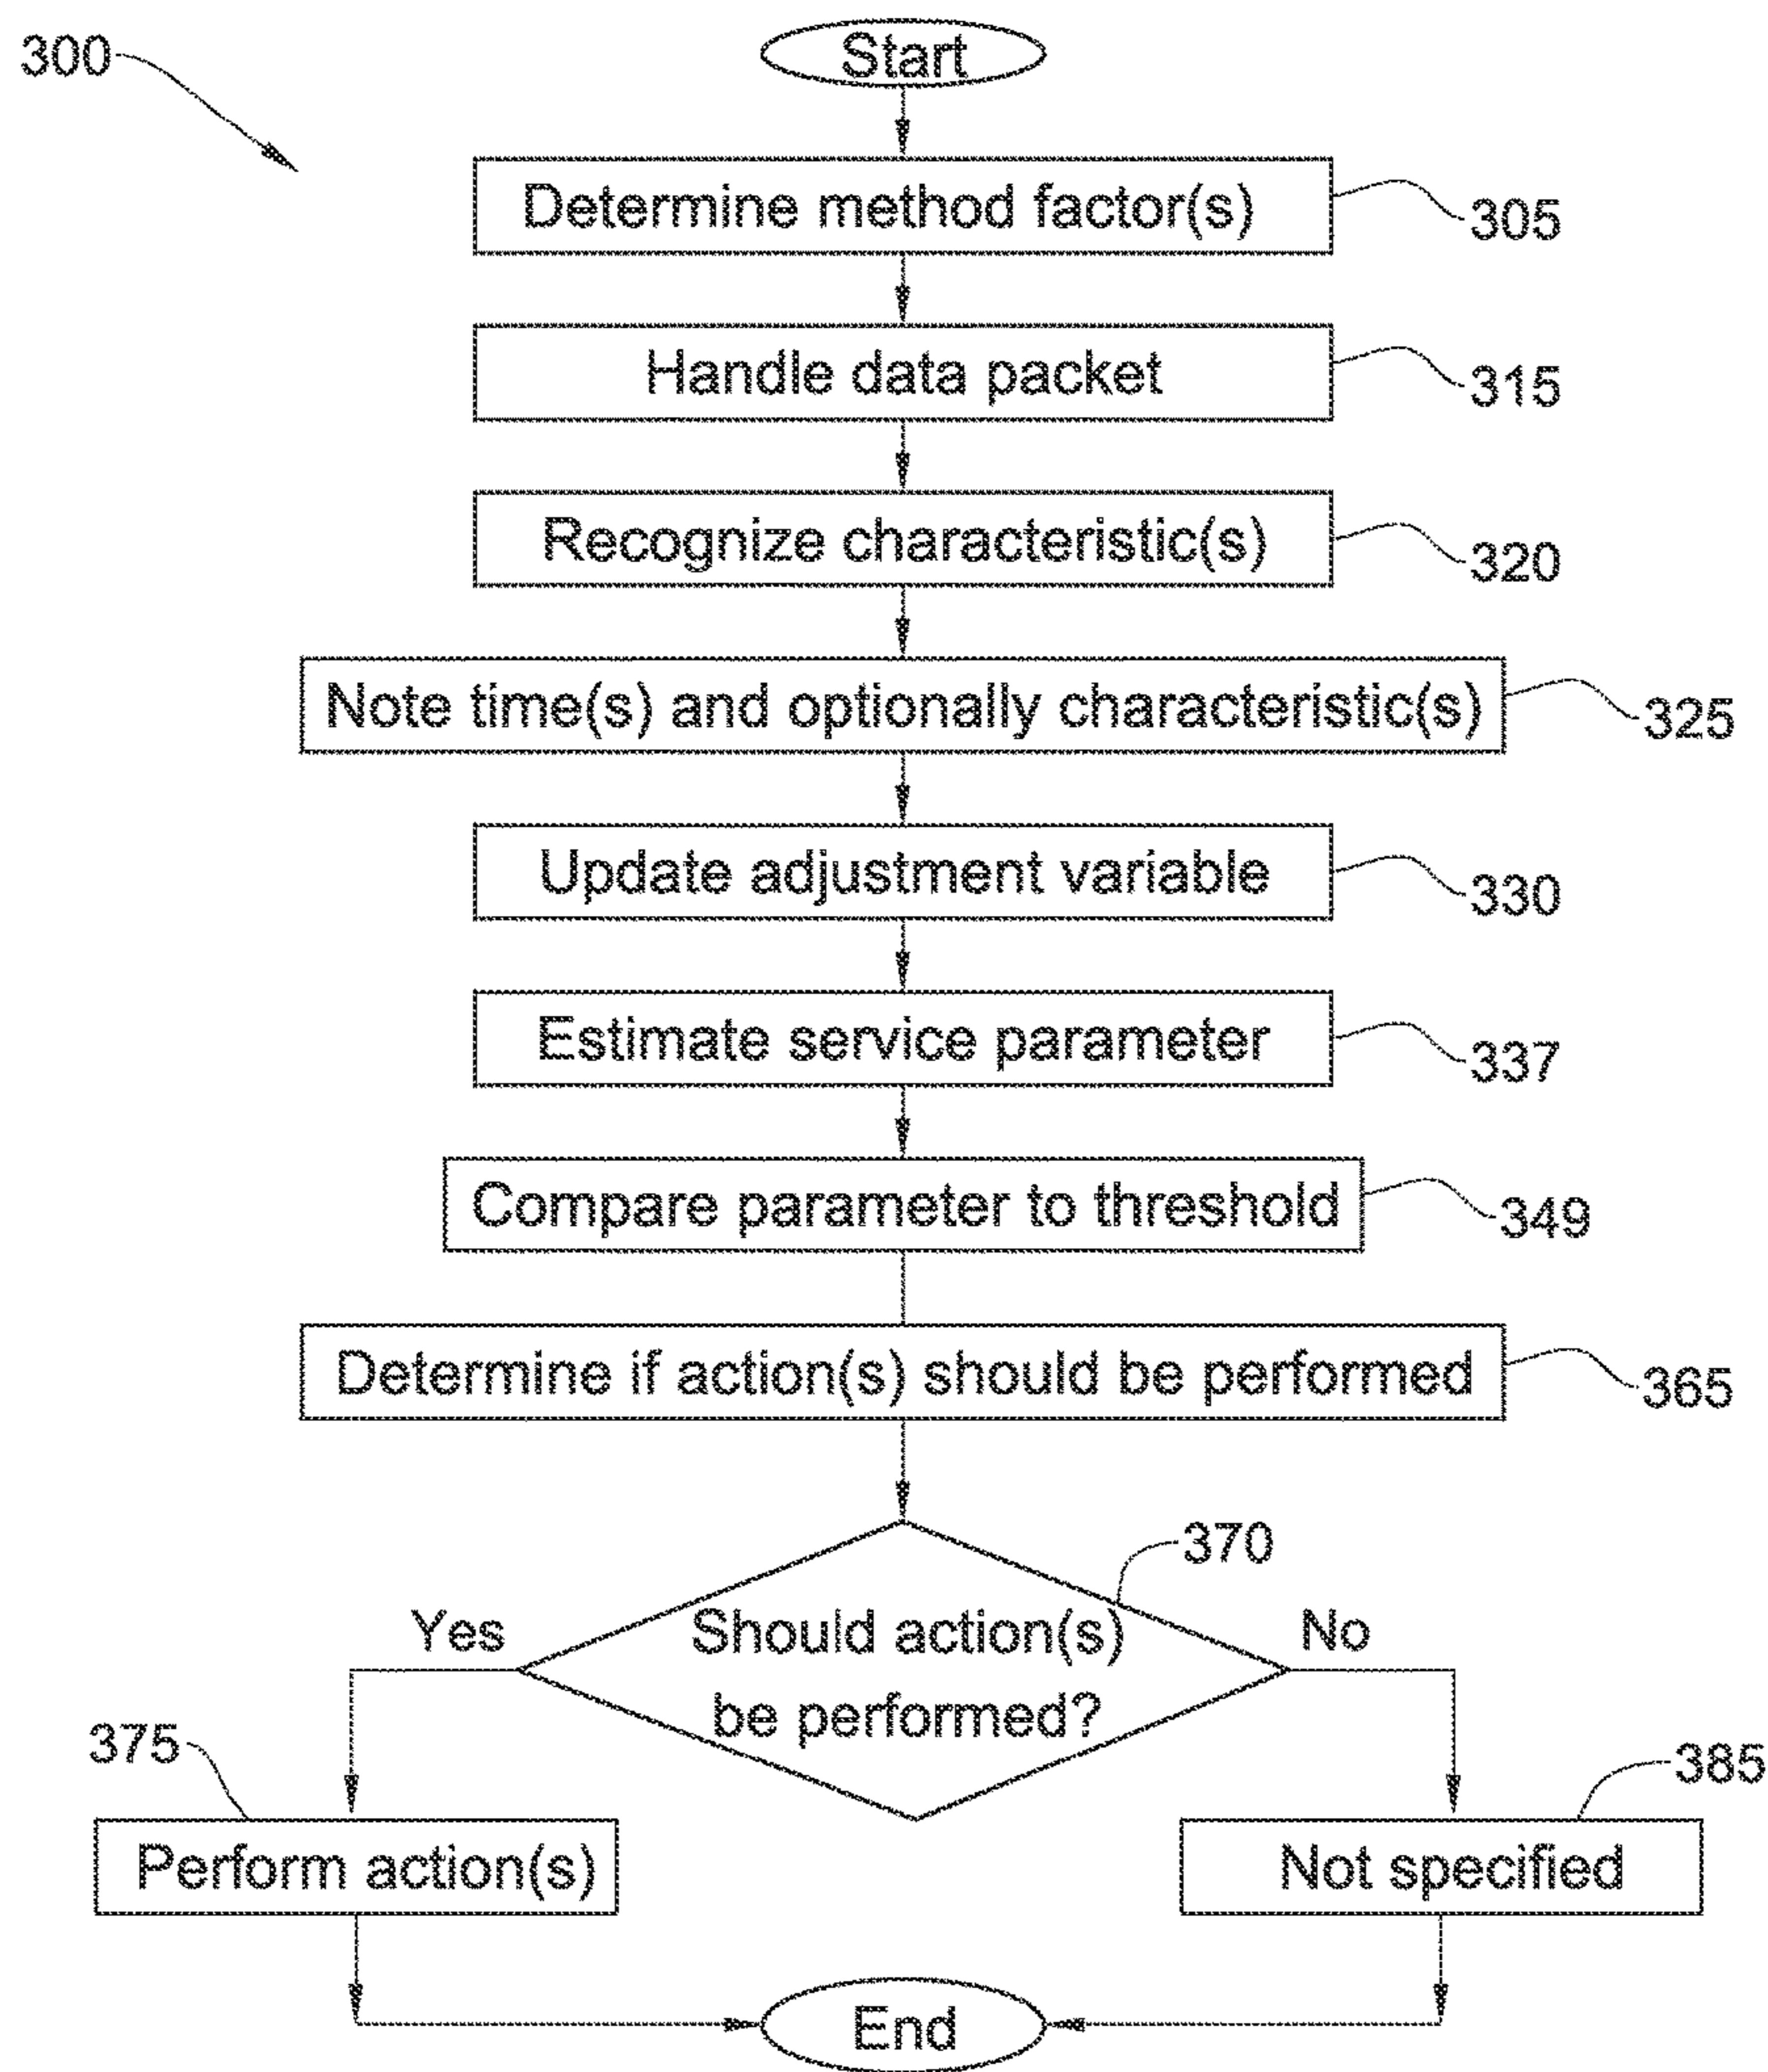 300
Start
Determine method factor(s)
305
Handle data packet
315
Recognize characteristic(s)
320
Note time(s) and optionally characteristic(s)
325
Update adjustment variable
330
Estimate service parameter
337
Compare parameter to threshold
349
Determine if action(s) should be performed
365
370
Yes
Should action(s)
be performed?
No
375
385
Perform action(s)
Not specified
End